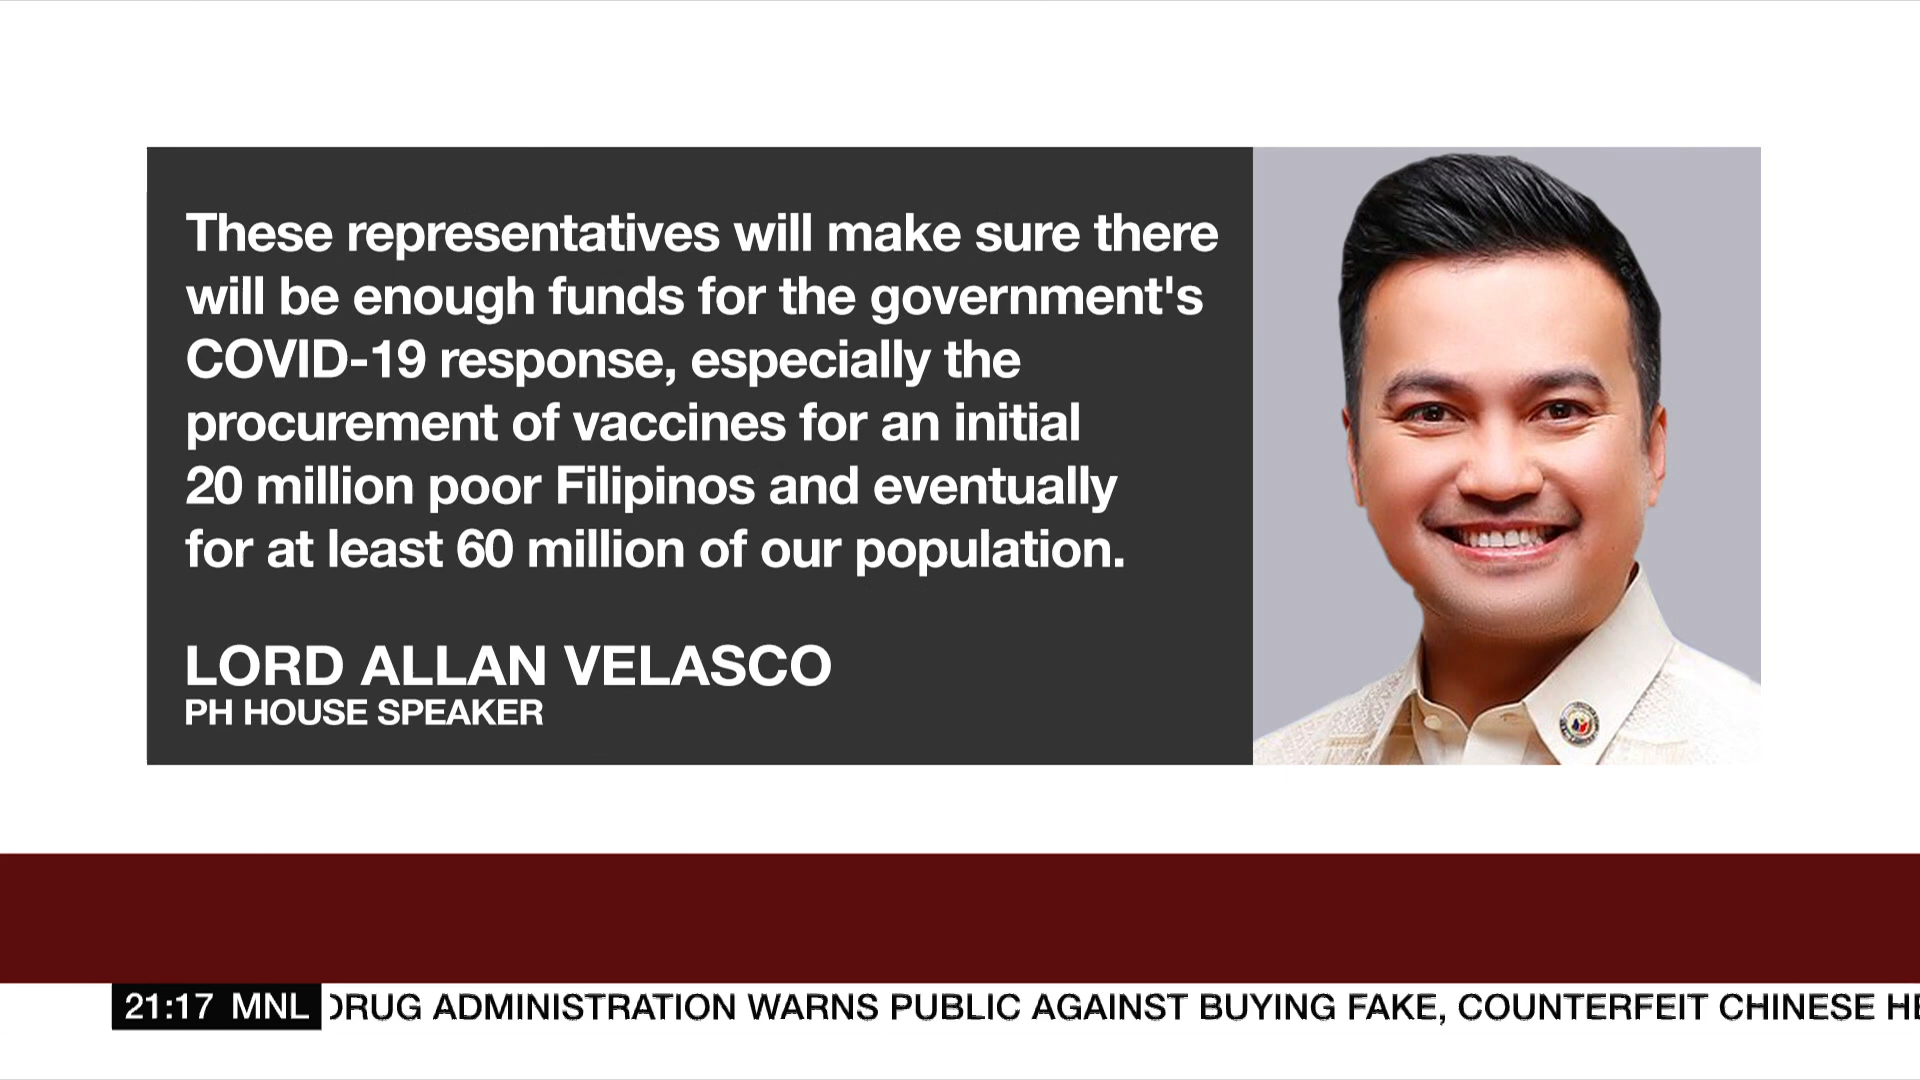 These representatives will make sure there
will be enough funds for the government's
COVID-19 response, especially the
procurement of vaccines for an initial
20 million poor Filipinos and eventually
for at least 60 million of our population.
LORD ALLAN VELASCO
PH HOUSE SPEAKER
21:17 MNL DRUG ADMINISTRATION WARNS PUBLIC AGAINST BUYING FAKE, COUNTERFEIT CHINESE